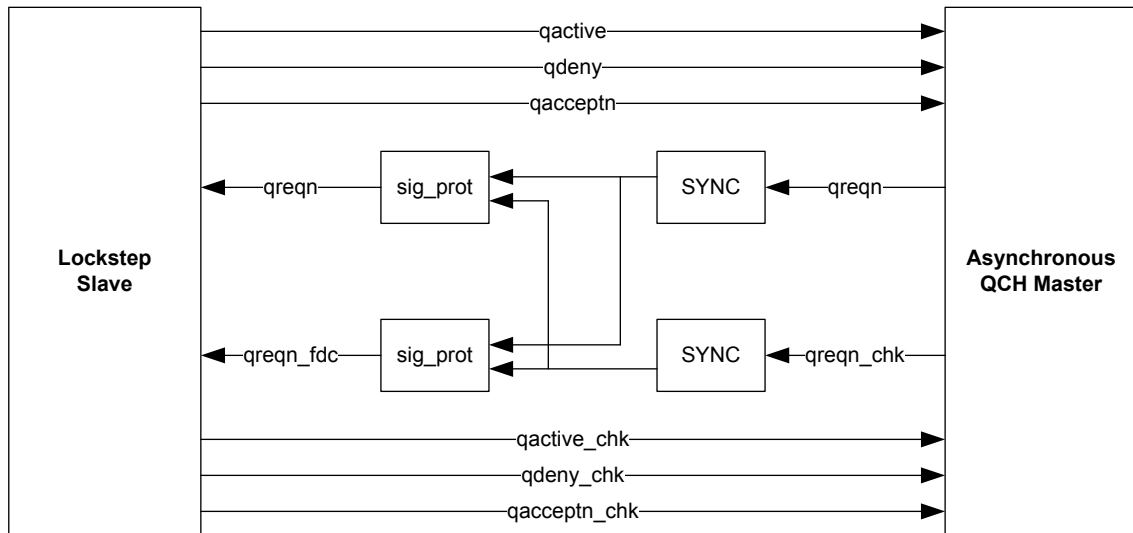 qactive
qdeny
qacceptn
qreqn
sig_prot
SYNC
qreqn
Lockstep
Slave
Asynchronous
QCH Master
qreqn_fdc
sig_prot
SYNC
qreqn_chk
qactive_chk
qdeny_chk
qacceptn_chk